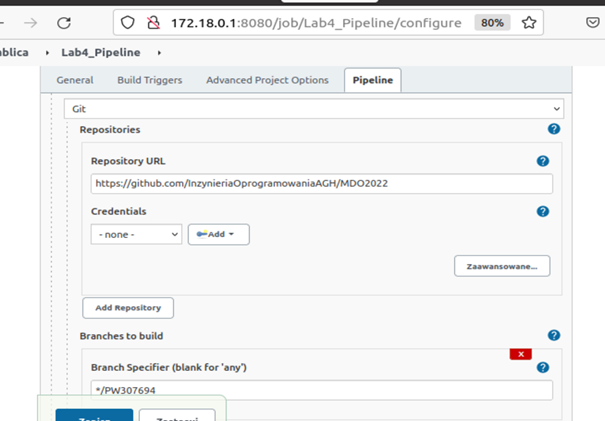 172.18.0.1:8080/job/Lab4_Pipeline/configure 80%
blica Lab4_Pipeline
General Build Triggers Advanced Project Options Pipeline
Git
Repositories
Repository URL
https://github.com/InzynieriaOprogramowaniaAGH/MDO2022
Credentials
- none - Add
Zaawansowane...
Add Repository
Branches to build
X
Branch Specifier (blank for 'any')
*/PW307694